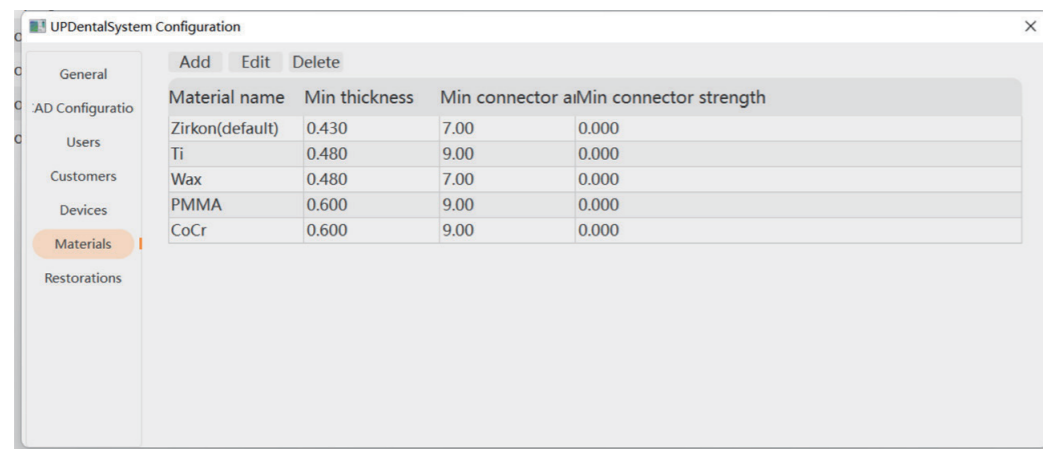 UPDentalSystem Configuration
General
AD Configuratio
Users
Customers
Devices
Materials
Restorations
Add Edit Delete
Material name Min thickness Min connector ar Min connector strength
Zirkon(default) 0.430 7.00 0.000
Ti 0.480 9.00 0.000
Wax 0.480 7.00 0.000
PMMA 0.600 9.00 0.000
CoCr 0.600 9.00 0.000